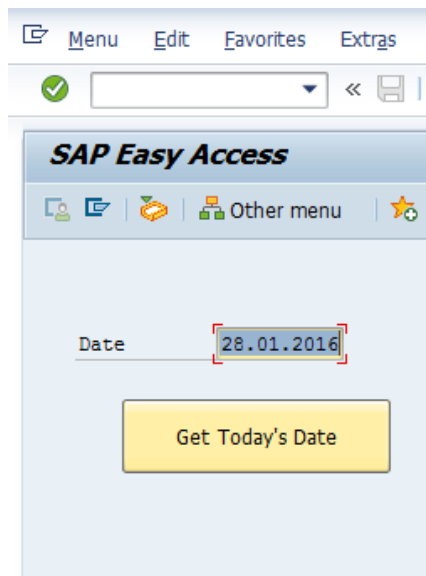 Menu Edit Favorites Extras
SAP Easy Access
Other menu
Date 28.01.2016
Get Today's Date